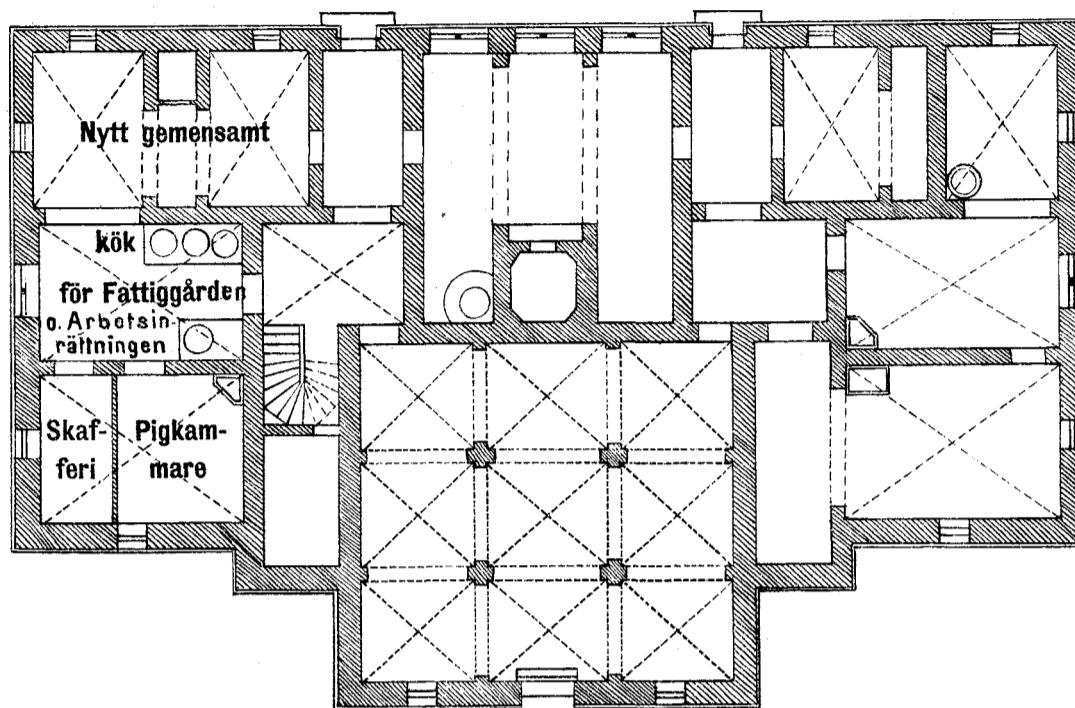 Nytt gemensamt
kök
för Fattiggården
o. Arbetsin-
rättningen
Skaf-
feri
Pigkam-
mare